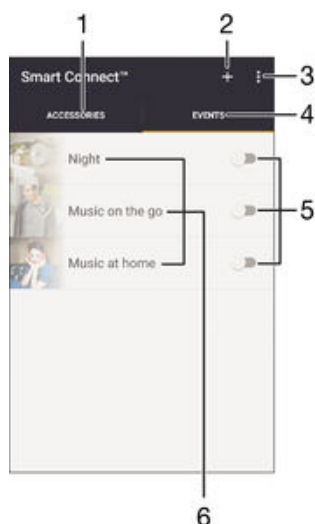 1
2
Smart Connect™ + 3
ACCESSORIES EVENTS 4
Night
Music on the go 5
Music at home
6